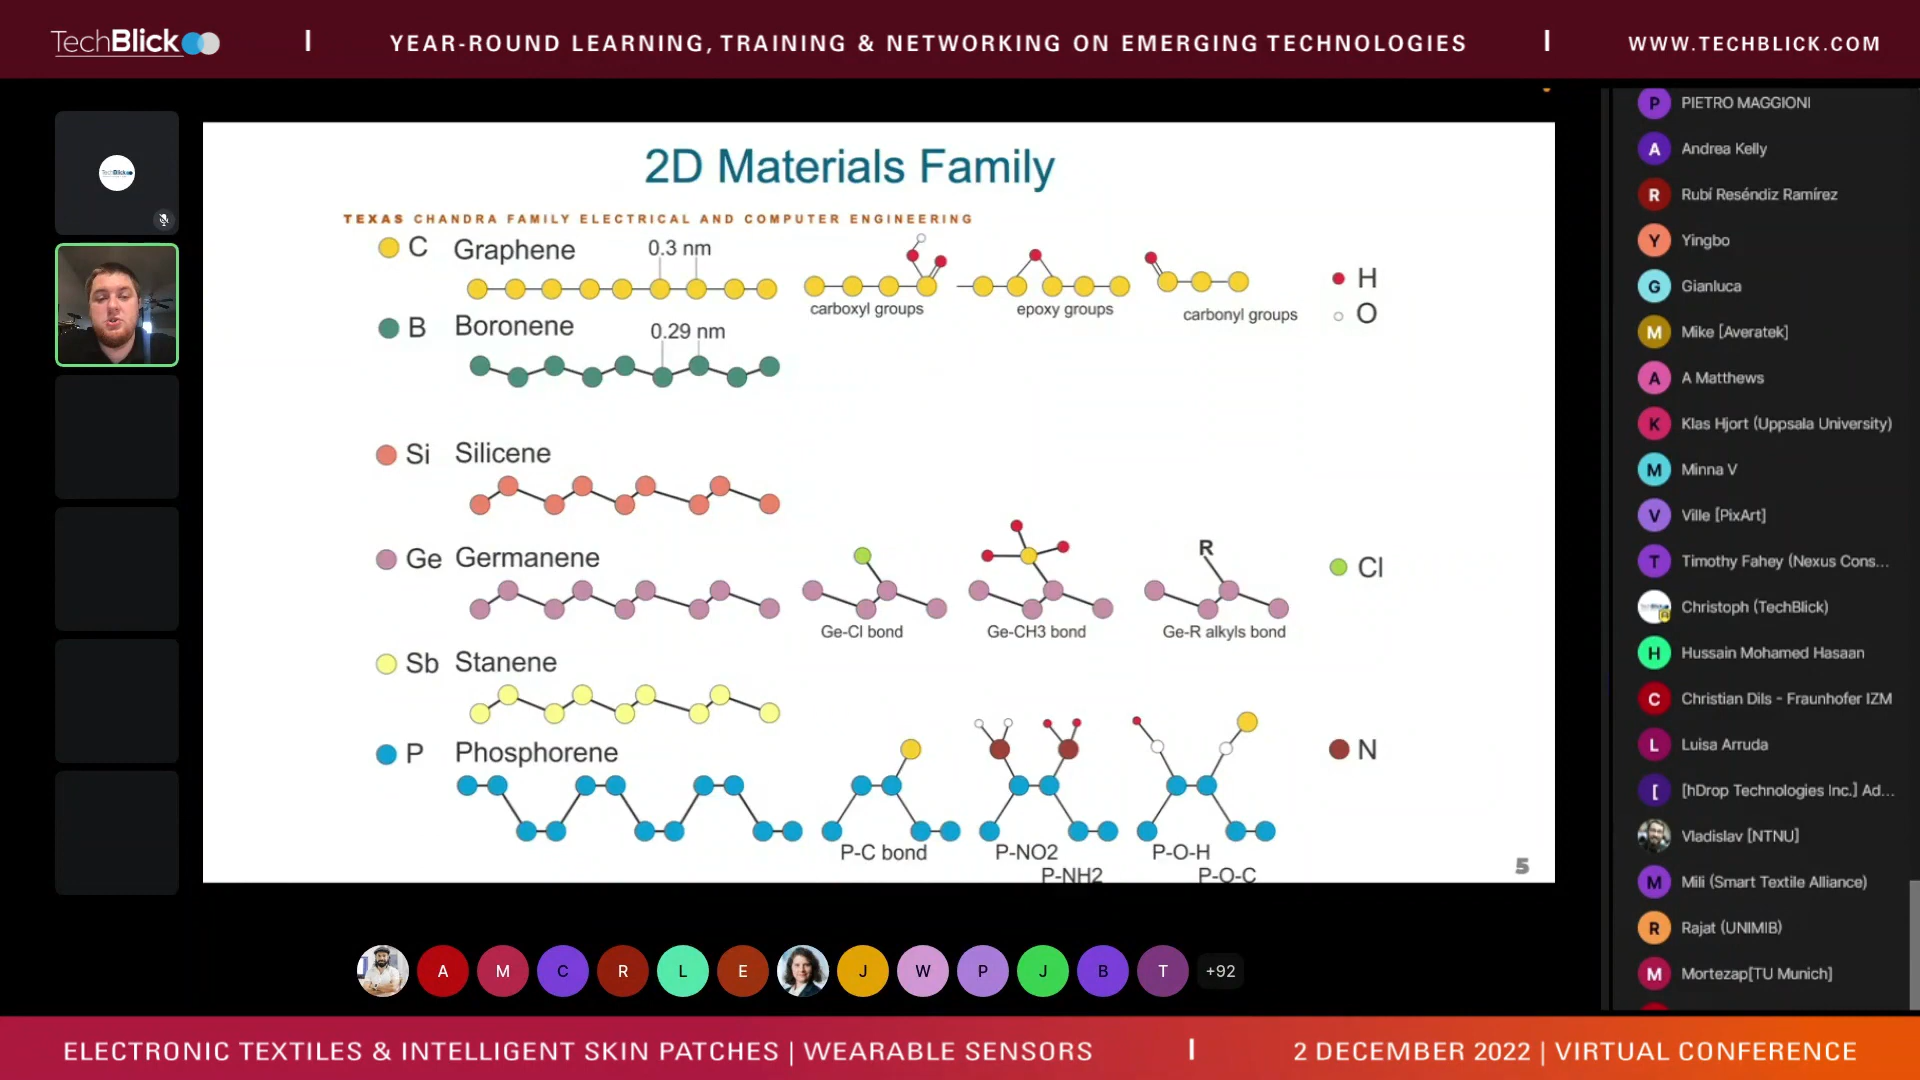 TechBlick
YEAR-ROUND LEARNING, TRAINING & NETWORKING ON EMERGING TECHNOLOGIES
WWW.TECHBLICK.COM
TechBlick
2D Materials Family
TEXAS CHANDRA FAMILY ELECTRICAL AND COMPUTER ENGINEERING
C Graphene 0.3 nm
carboxyl groups
epoxy groups
carbonyl groups
H
O
B Boronene 0.29 nm
Si Silicene
Ge Germanene
R
Cl
Ge-Cl bond
Ge-CH3 bond
Ge-R alkyls bond
Sb Stanene
P Phosphorene
N
P-C bond
P-NO2
P-NH2
P-O-H
P-O-C
5
P PIETRO MAGGIONI
A Andrea Kelly
R Rubí Reséndiz Ramírez
Y Yingbo
G Gianluca
M Mike [Averatek]
A A Matthews
K Klas Hjort (Uppsala University)
M Minna V
V Ville [PixArt]
T Timothy Fahey (Nexus Cons...
Christoph (TechBlick)
H Hussain Mohamed Hasaan
C Christian Dils - Fraunhofer IZM
L Luisa Arruda
[ [hDrop Technologies Inc.] Ad...
Vladislav [NTNU]
M Mili (Smart Textile Alliance)
R Rajat (UNIMIB)
M Mortezap[TU Munich]
A M C R L E J W P J B T +92
ELECTRONIC TEXTILES & INTELLIGENT SKIN PATCHES | WEARABLE SENSORS
2 DECEMBER 2022 | VIRTUAL CONFERENCE